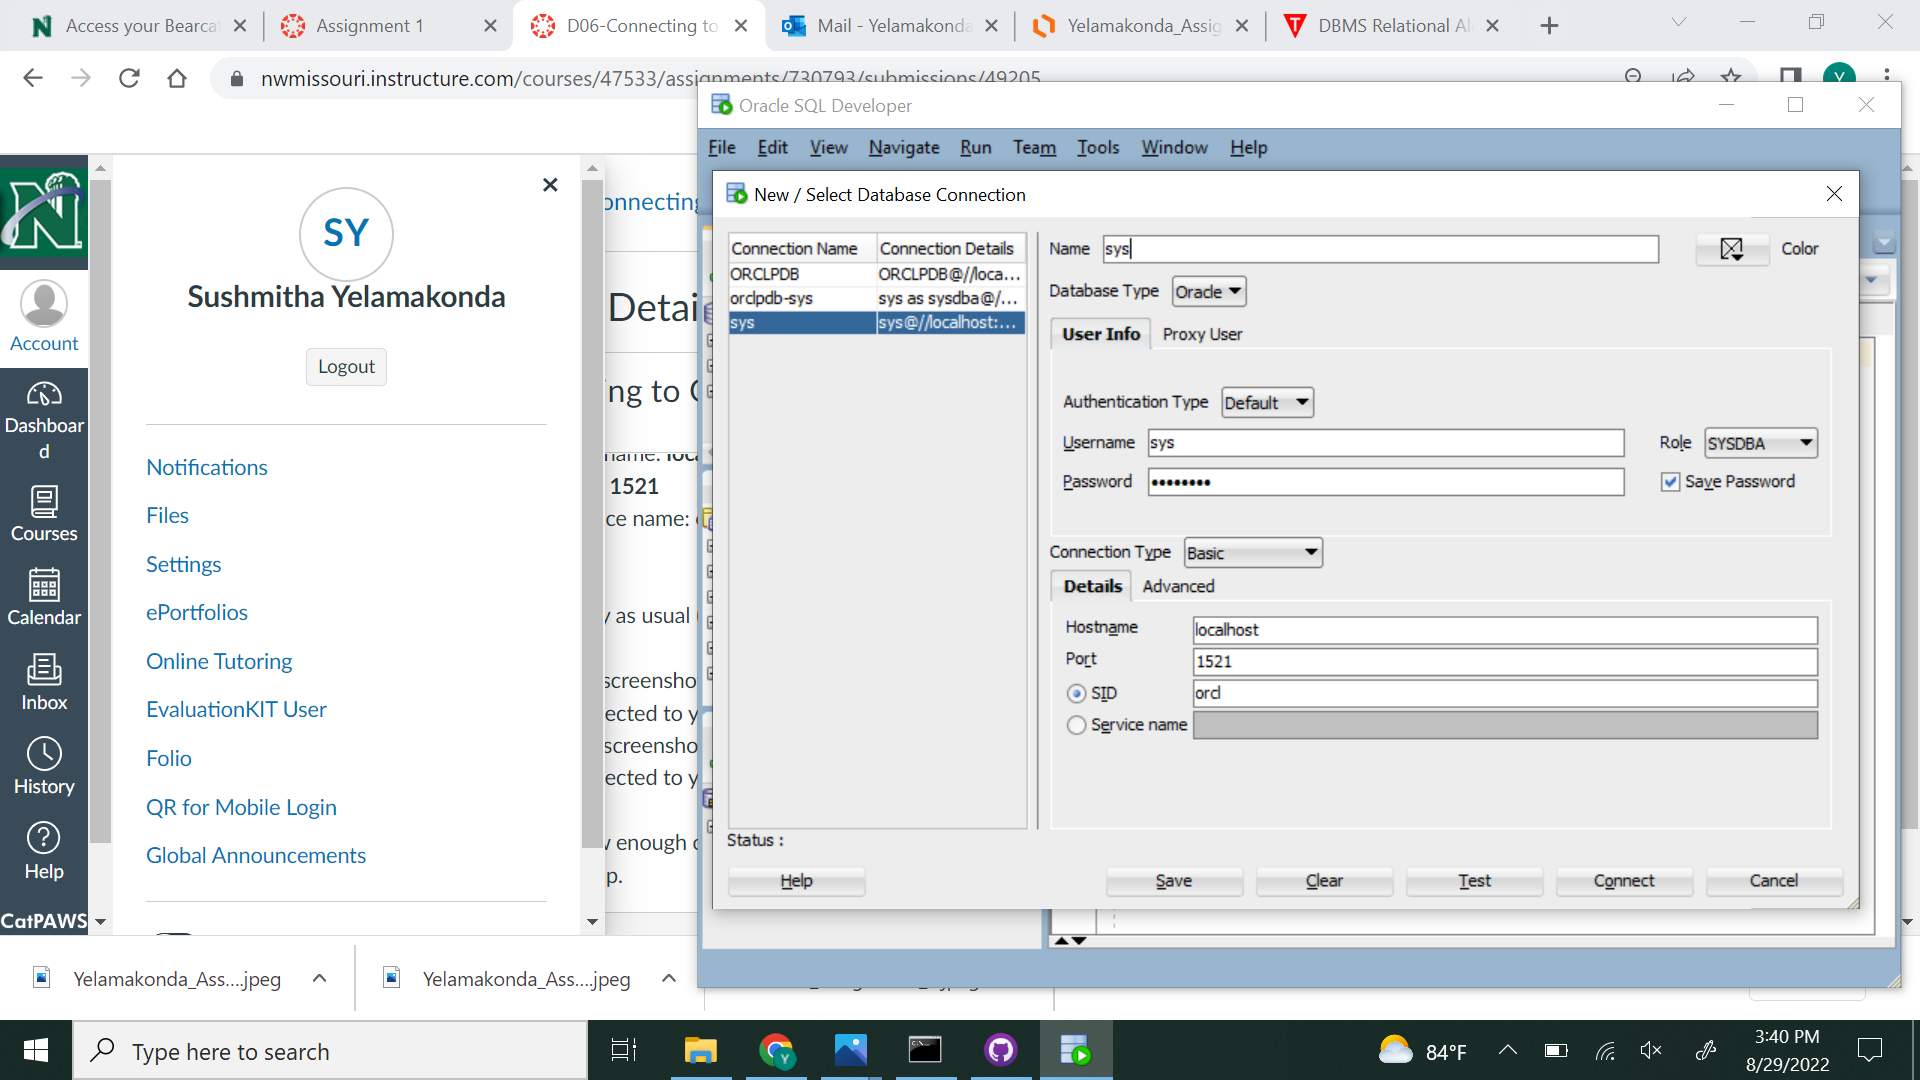 Access your Bearca
Assignment 1
D06-Connecting to
Mail - Yelamakonda
Yelamakonda_Assig
DBMS Relational Al
nwmissouri.instructure.com/courses/47533/assignments/730793/submissions/49205
Y
Oracle SQL Developer
File Edit View Navigate Run Team Tools Window Help
N
Account
Dashboar
d
Courses
Calendar
Inbox
History
Help
CatPAWS
SY
Sushmitha Yelamakonda
Logout
Notifications
Files
Settings
ePortfolios
Online Tutoring
EvaluationKIT User
Folio
QR for Mobile Login
Global Announcements
onnecting
Detai
ng to
name: loc
1521
ce name:
y as usual
screensho
ected to y
screensho
ected to y
enough
p.
New / Select Database Connection
Connection Name Connection Details
ORCLPDB ORCLPDB@//loca...
orclpdb-sys sys as sysdba@/...
sys sys@//localhost:...
Name sys
Color
Database Type Oracle
User Info Proxy User
Authentication Type Default
Username sys
Role SYSDBA
Password ••••••••
Save Password
Connection Type Basic
Details Advanced
Hostname localhost
Port 1521
SID orcl
Service name
Status :
Help Save Clear Test Connect Cancel
Yelamakonda_Ass....jpeg
Yelamakonda_Ass....jpeg
Type here to search
84°F
3:40 PM
8/29/2022